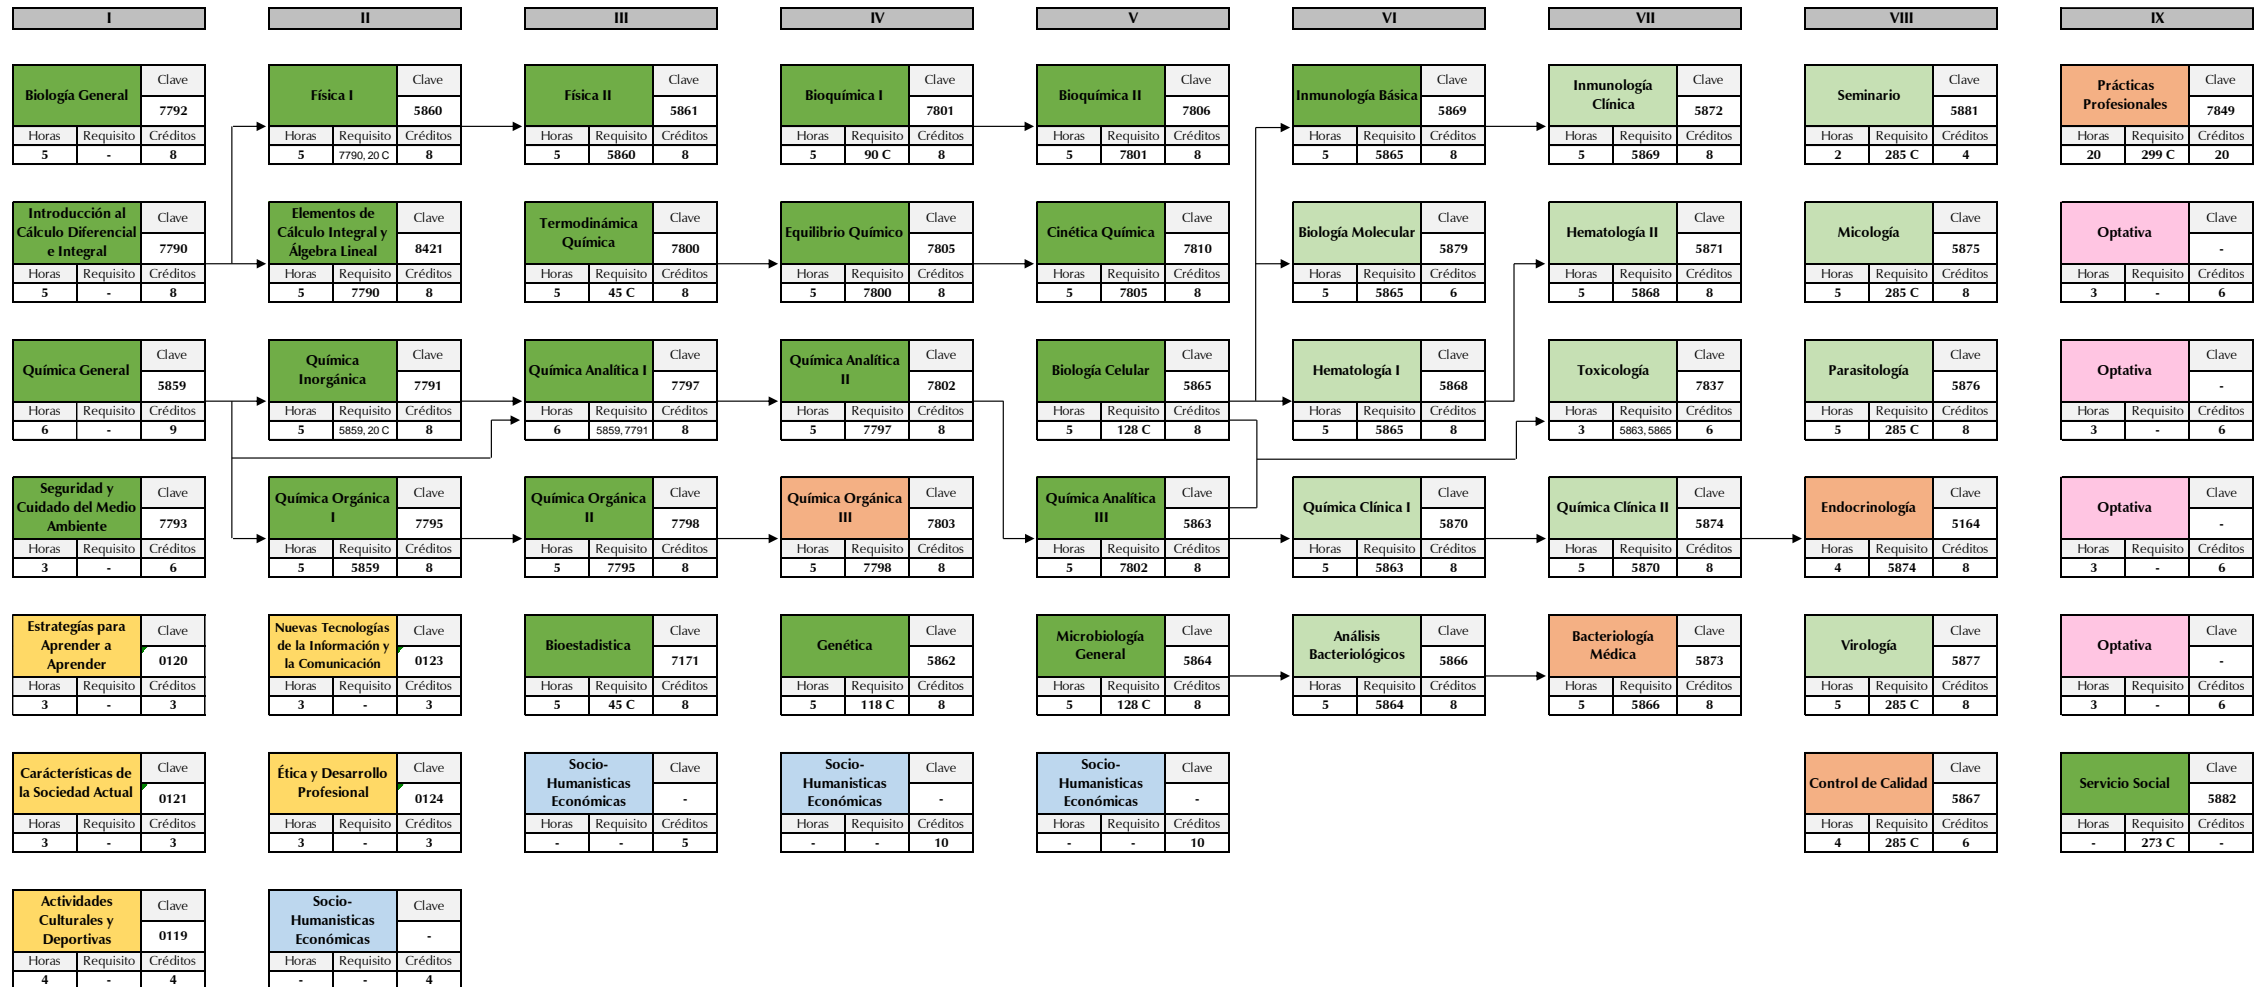 I II III IV V VI VII VIII IX
Biología General Clave Física I Clave Física II Clave Bioquímica I Clave Bioquímica II Clave Inmunología Básica Clave Inmunología Clínica Clave Seminario Clave Prácticas Profesionales Clave
7792 5860 5861 7801 7806 5869 5872 5881 7849
Horas Requisito Créditos Horas Requisito Créditos Horas Requisito Créditos Horas Requisito Créditos Horas Requisito Créditos Horas Requisito Créditos Horas Requisito Créditos Horas Requisito Créditos Horas Requisito Créditos
5 - 8 5 7790, 20 C 8 5 5860 8 5 90 C 8 5 7801 8 5 5865 8 5 5869 8 2 285 C 4 20 299 C 20
Introducción al Cálculo Diferencial e Integral Clave Elementos de Cálculo Integral y Álgebra Lineal Clave Termodinámica Química Clave Equilibrio Químico Clave Cinética Química Clave Biología Molecular Clave Hematología II Clave Micología Clave Optativa Clave
7790 8421 7800 7805 7810 5879 5871 5875 -
Horas Requisito Créditos Horas Requisito Créditos Horas Requisito Créditos Horas Requisito Créditos Horas Requisito Créditos Horas Requisito Créditos Horas Requisito Créditos Horas Requisito Créditos Horas Requisito Créditos
5 - 8 5 7790 8 5 45 C 8 5 7800 8 5 7805 8 5 5865 6 5 5868 8 5 285 C 8 3 - 6
Química General Clave Química Inorgánica Clave Química Analítica I Clave Química Analítica II Clave Biología Celular Clave Hematología I Clave Toxicología Clave Parasitología Clave Optativa Clave
5859 7791 7797 7802 5865 5868 7837 5876 -
Horas Requisito Créditos Horas Requisito Créditos Horas Requisito Créditos Horas Requisito Créditos Horas Requisito Créditos Horas Requisito Créditos Horas Requisito Créditos Horas Requisito Créditos Horas Requisito Créditos
6 - 9 5 5859, 20 C 8 6 5859, 7791 8 5 7797 8 5 128 C 8 5 5865 8 3 5863, 5865 6 5 285 C 8 3 - 6
Seguridad y Cuidado del Medio Ambiente Clave Química Orgánica I Clave Química Orgánica II Clave Química Orgánica III Clave Química Analítica III Clave Química Clínica I Clave Química Clínica II Clave Endocrinología Clave Optativa Clave
7793 7795 7798 7803 5863 5870 5874 5164 -
Horas Requisito Créditos Horas Requisito Créditos Horas Requisito Créditos Horas Requisito Créditos Horas Requisito Créditos Horas Requisito Créditos Horas Requisito Créditos Horas Requisito Créditos Horas Requisito Créditos
3 - 6 5 5859 8 5 7795 8 5 7798 8 5 7802 8 5 5863 8 5 5870 8 4 5874 8 3 - 6
Estrategías para Aprender a Aprender Clave Nuevas Tecnologías de la Información y la Comunicación Clave Bioestadistica Clave Genética Clave Microbiología General Clave Análisis Bacteriológicos Clave Bacteriología Médica Clave Virología Clave Optativa Clave
0120 0123 7171 5862 5864 5866 5873 5877 -
Horas Requisito Créditos Horas Requisito Créditos Horas Requisito Créditos Horas Requisito Créditos Horas Requisito Créditos Horas Requisito Créditos Horas Requisito Créditos Horas Requisito Créditos Horas Requisito Créditos
3 - 3 3 - 3 5 45 C 8 5 118 C 8 5 128 C 8 5 5864 8 5 5866 8 5 285 C 8 3 - 6
Carácterísticas de la Sociedad Actual Clave Ética y Desarrollo Profesional Clave Socio-Humanisticas Económicas Clave Socio-Humanisticas Económicas Clave Socio-Humanisticas Económicas Clave Control de Calidad Clave Servicio Social Clave
0121 0124 - - - 5867 5882
Horas Requisito Créditos Horas Requisito Créditos Horas Requisito Créditos Horas Requisito Créditos Horas Requisito Créditos Horas Requisito Créditos Horas Requisito Créditos
3 - 3 3 - 3 - - 5 - - 10 - - 10 4 285 C 6 - 273 C -
Actividades Culturales y Deportivas Clave Socio-Humanisticas Económicas Clave
0119 -
Horas Requisito Créditos Horas Requisito Créditos
4 - 4 - - 4